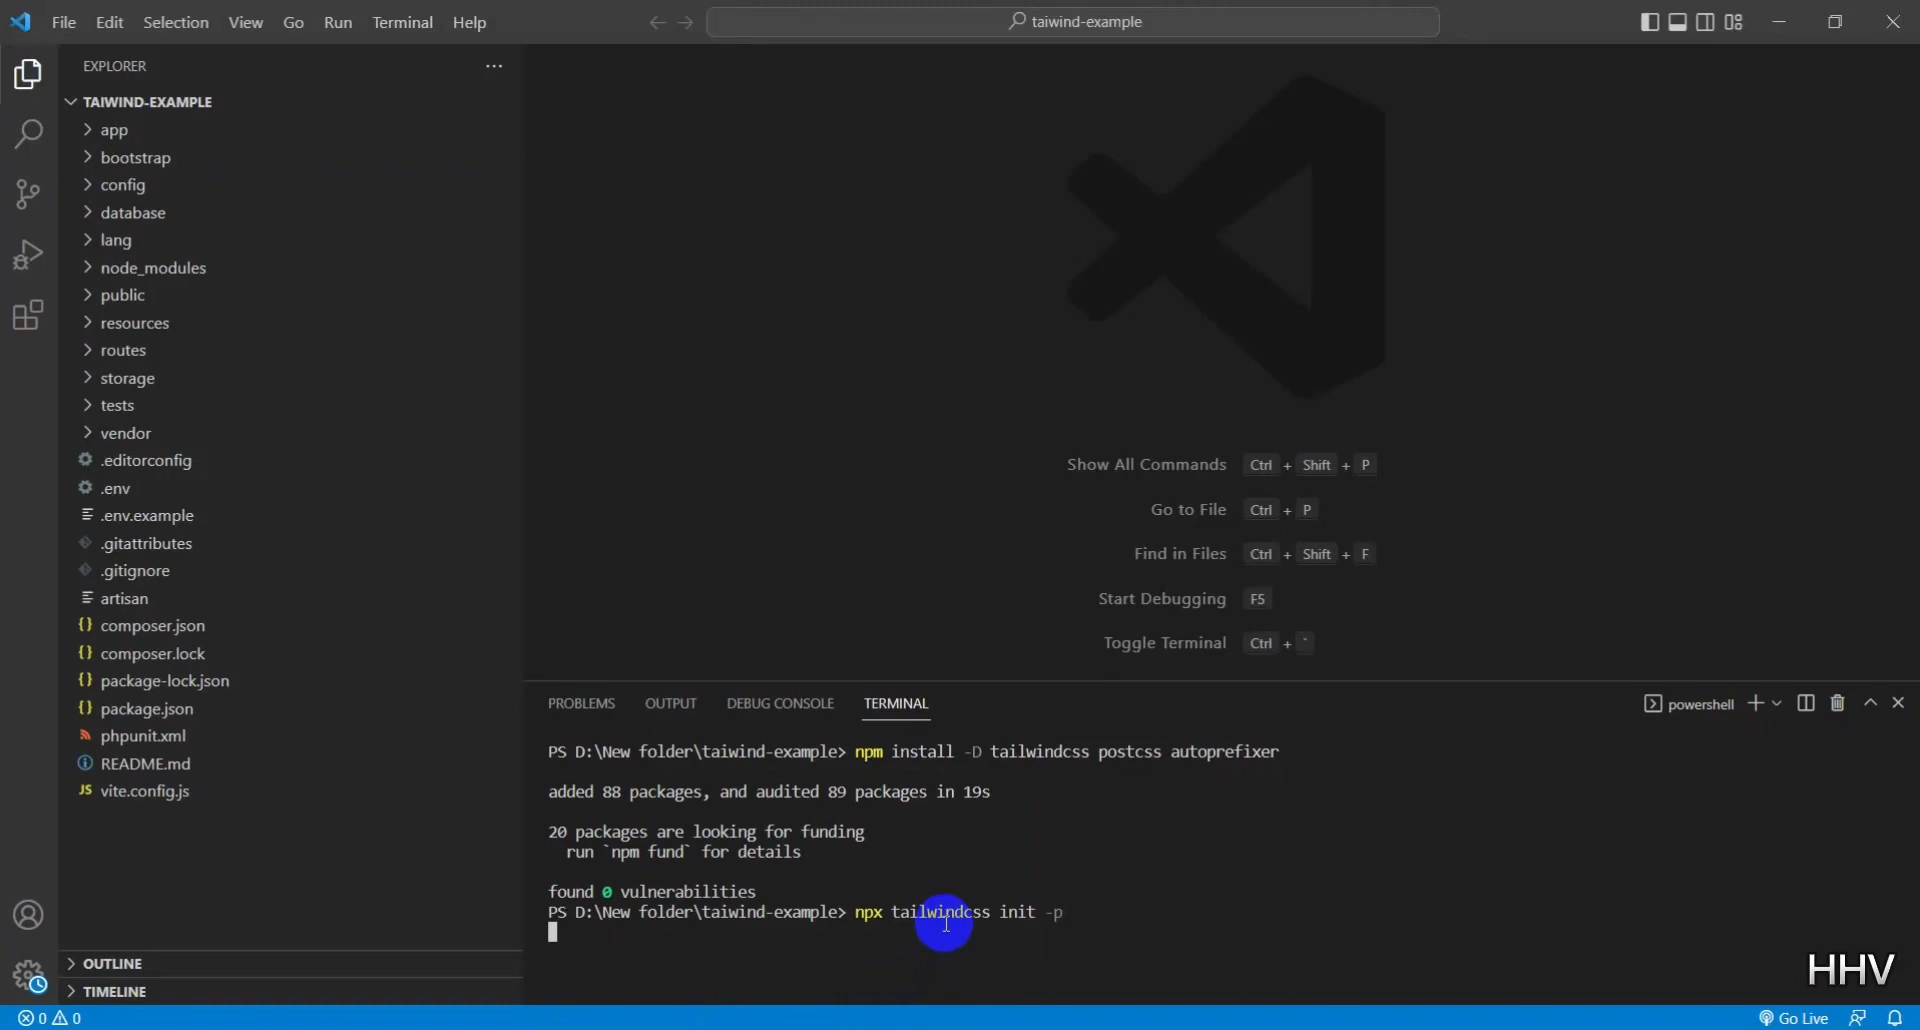 File Edit Selection View Go Run Terminal Help
taiwind-example
EXPLORER
TAIWIND-EXAMPLE
app
bootstrap
config
database
lang
node_modules
public
resources
routes
storage
tests
vendor
.editorconfig
.env
.env.example
.gitattributes
.gitignore
artisan
composer.json
composer.lock
package-lock.json
package.json
phpunit.xml
README.md
JS vite.config.js
OUTLINE
TIMELINE
Show All Commands Ctrl + Shift + P
Go to File Ctrl + P
Find in Files Ctrl + Shift + F
Start Debugging F5
Toggle Terminal Ctrl + `
PROBLEMS OUTPUT DEBUG CONSOLE TERMINAL
powershell
PS D:\New folder\taiwind-example> npm install -D tailwindcss postcss autoprefixer
added 88 packages, and audited 89 packages in 19s
20 packages are looking for funding
run `npm fund` for details
found 0 vulnerabilities
PS D:\New folder\taiwind-example> npx tailwindcss init -p
HHV
0 0
Go Live